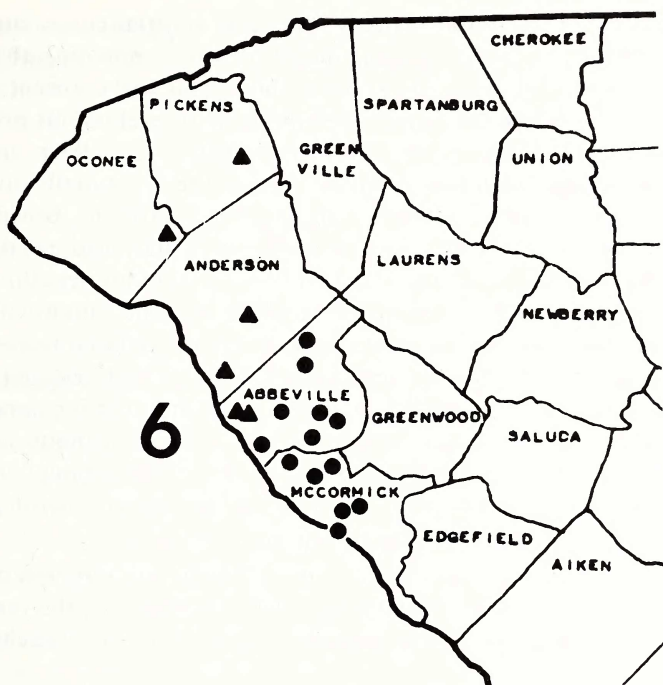 CHEROKEE
PICKENS
SPARTANBURG
OCONEE
GREEN
VILLE
UNION
ANDERSON
LAURENS
NEWBERRY
ABBEVILLE
6
GREENWOOD
SALUDA
MCCORMICK
EDGEFIELD
AIKEN